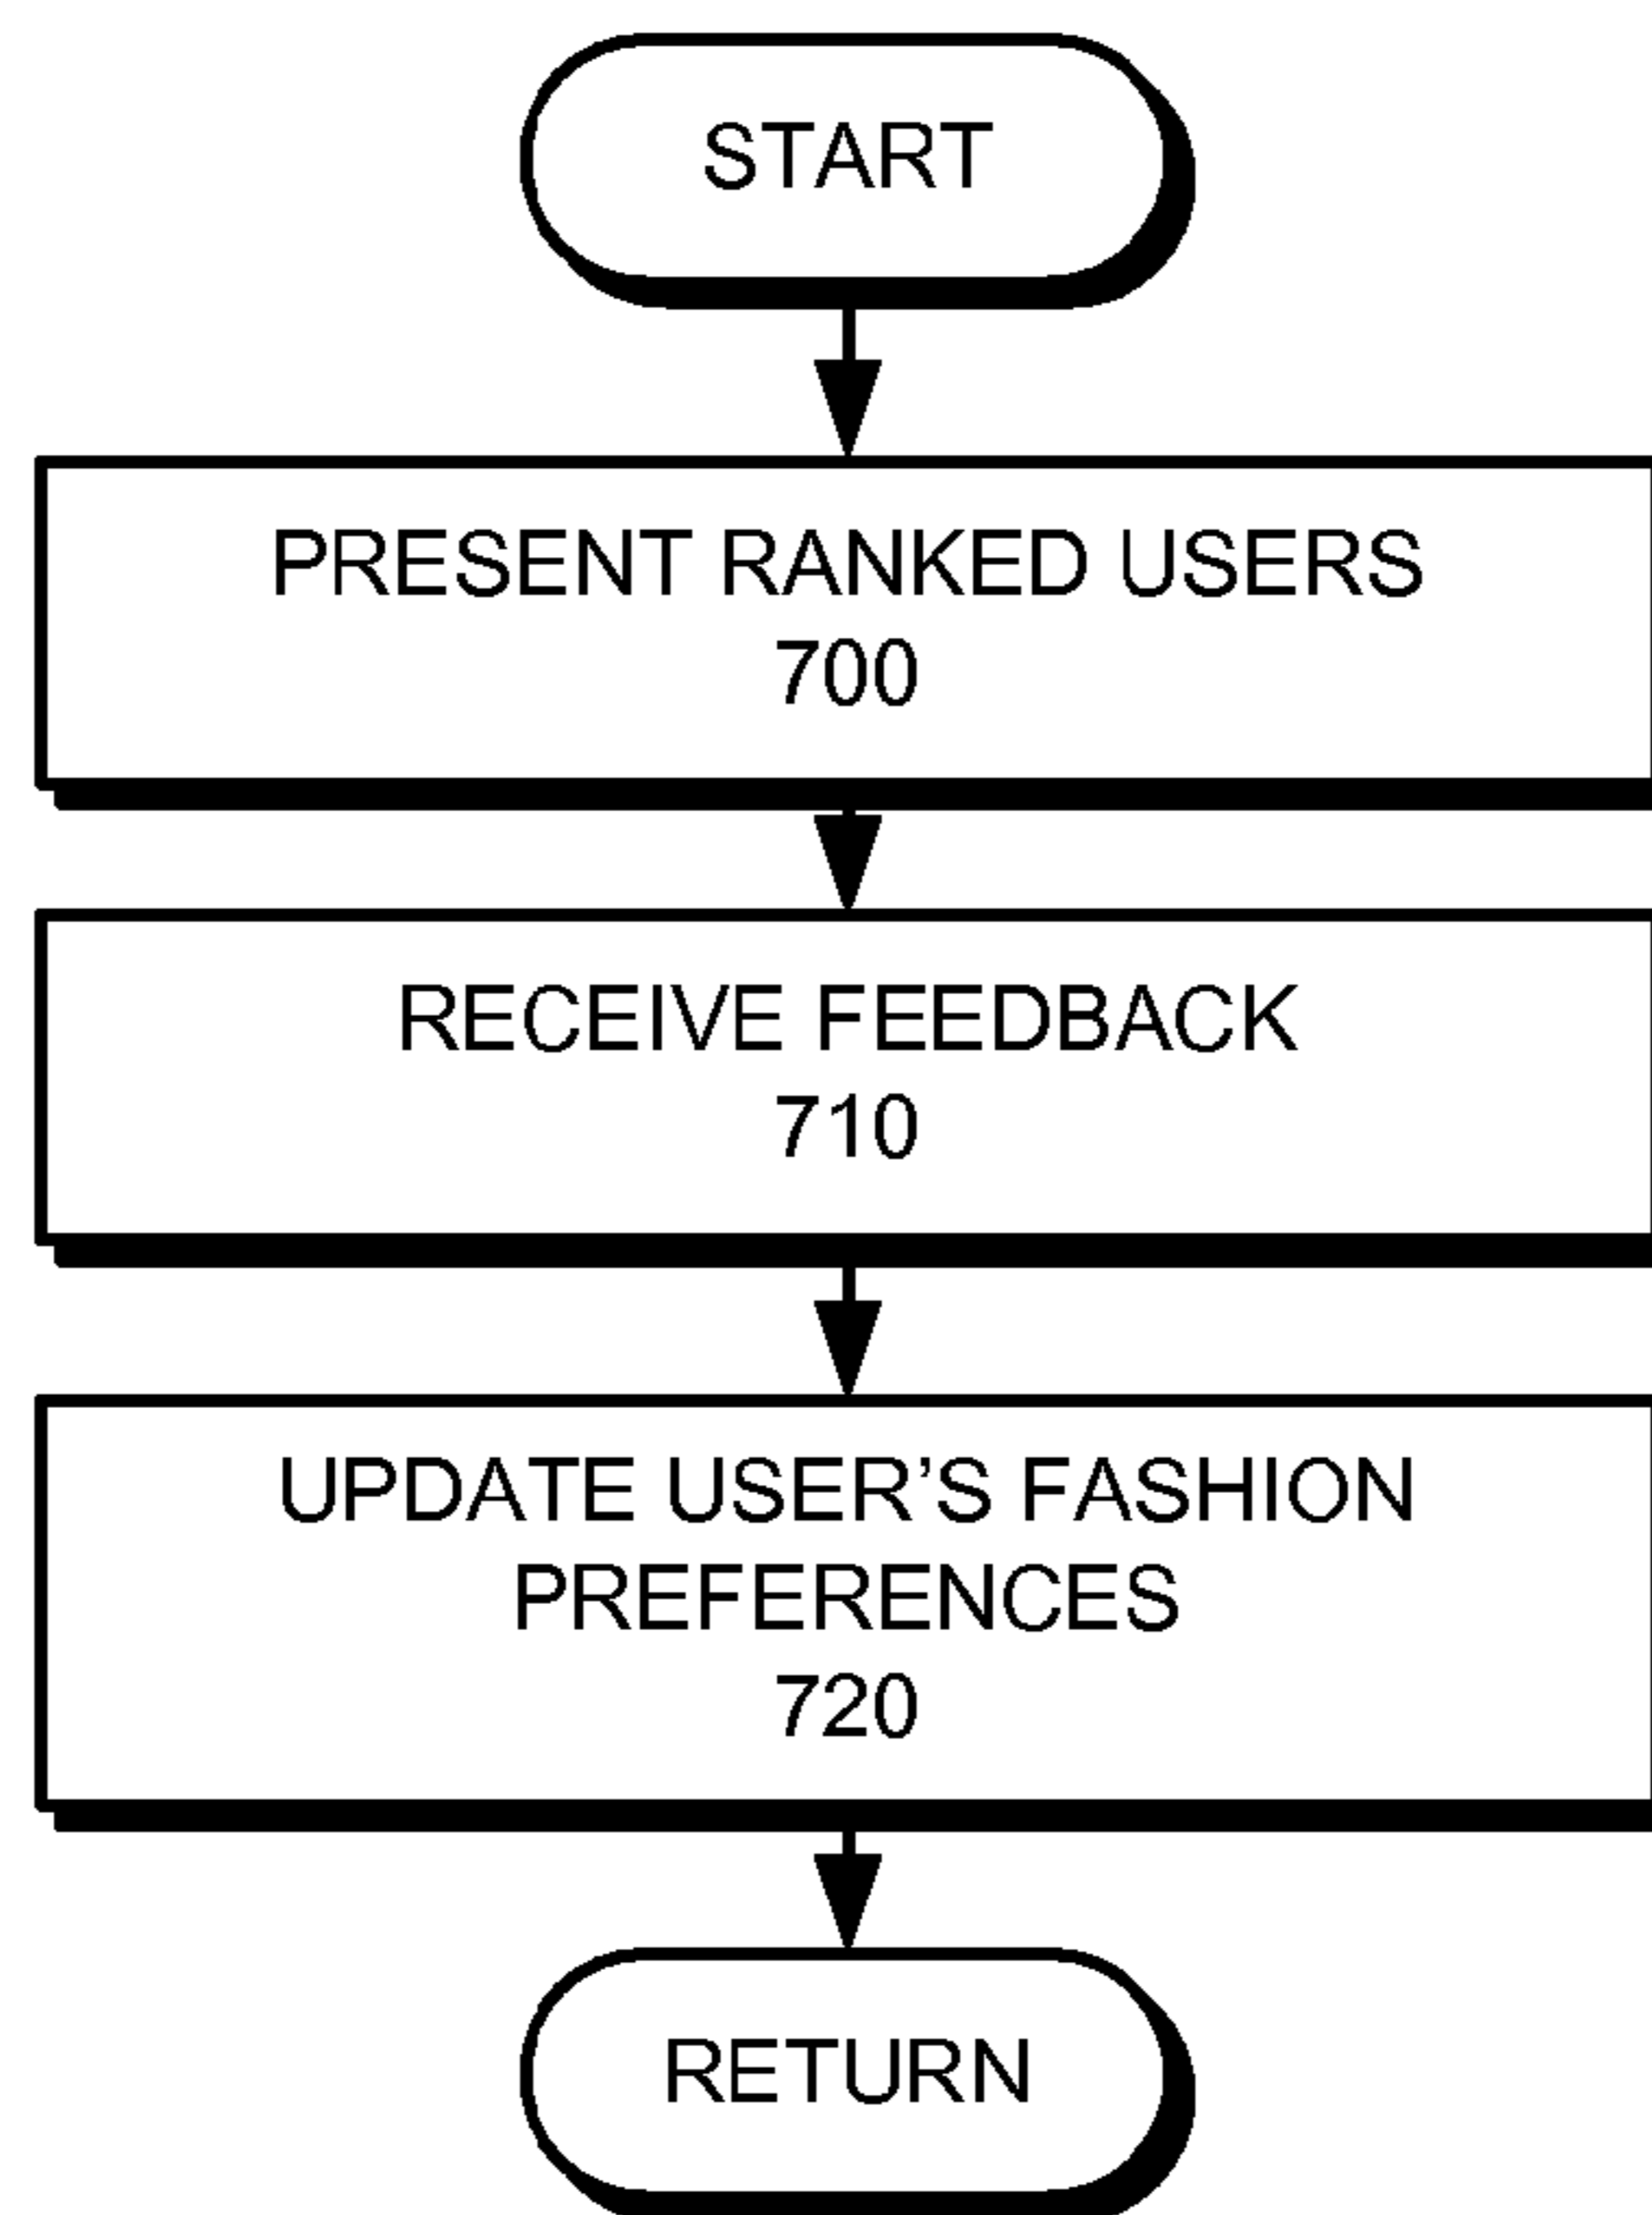 START
PRESENT RANKED USERS
700
RECEIVE FEEDBACK
710
UPDATE USER’S FASHION
PREFERENCES
720
RETURN